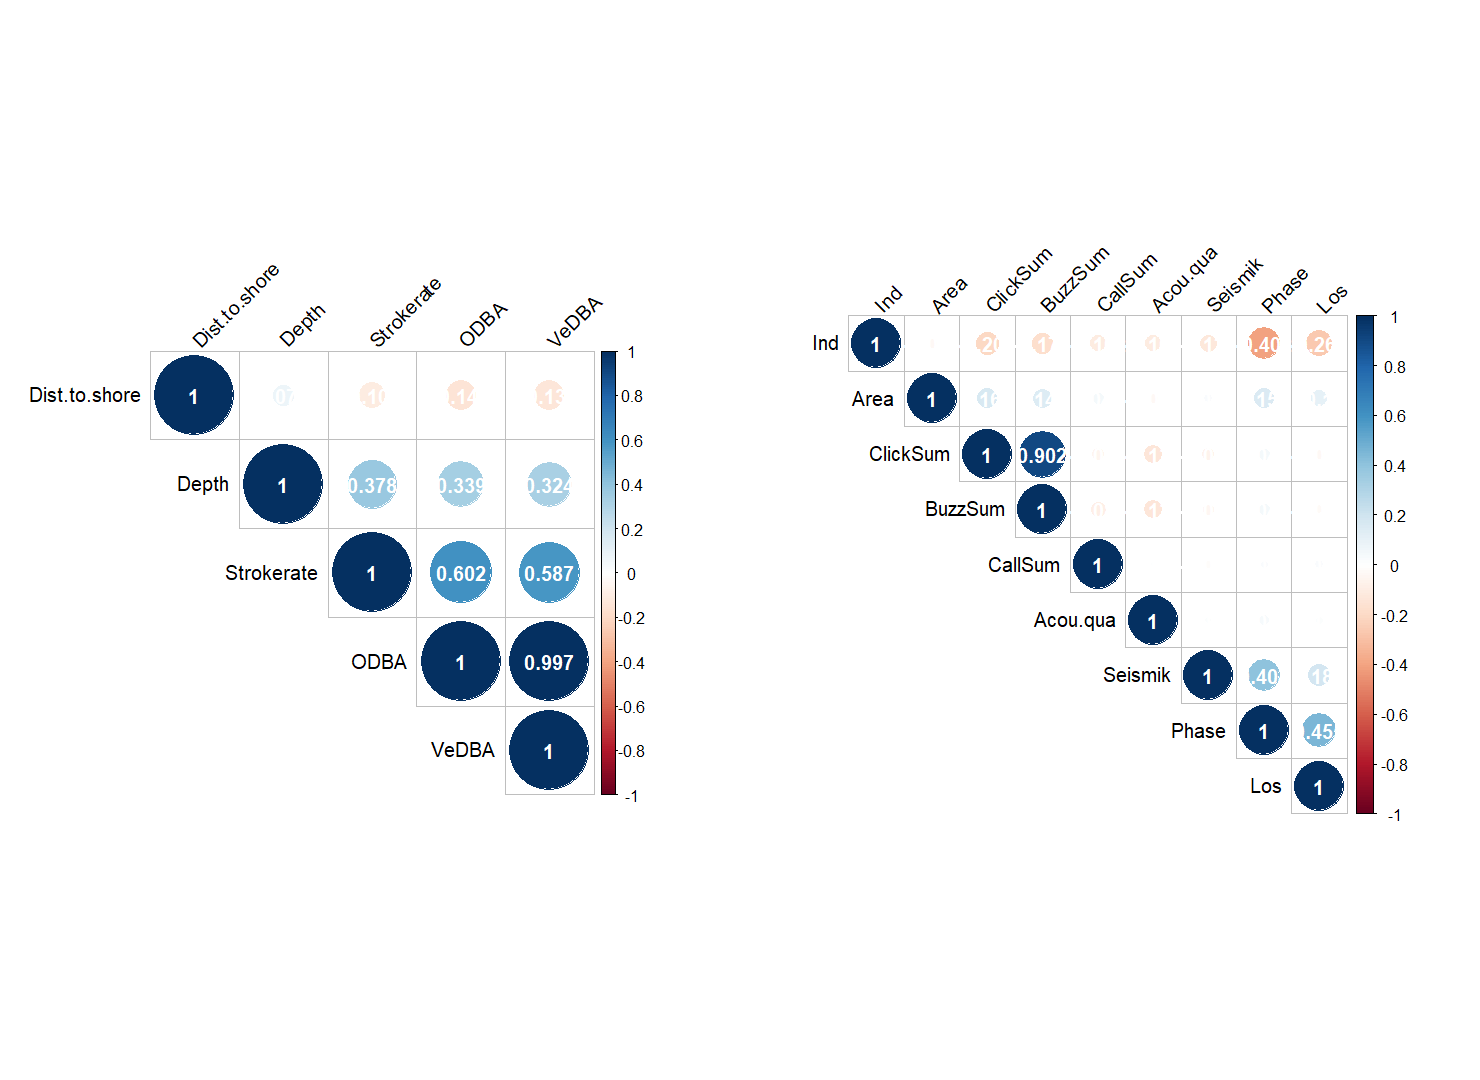 Dist.to.shore
Depth
Strokerate
ODBA
VeDBA
Dist.to.shore 1
Depth 1 0.378 0.339 0.324
Strokerate 1 0.602 0.587
ODBA 1 0.997
VeDBA 1
1
0.8
0.6
0.4
0.2
0
-0.2
-0.4
-0.6
-0.8
-1
Ind
Area
ClickSum
BuzzSum
CallSum
Acou.qua
Seismik
Phase
Los
Ind 1
Area 1
ClickSum 1 0.902
BuzzSum 1
CallSum 1
Acou.qua 1
Seismik 1
Phase 1
Los 1
1
0.8
0.6
0.4
0.2
0
-0.2
-0.4
-0.6
-0.8
-1